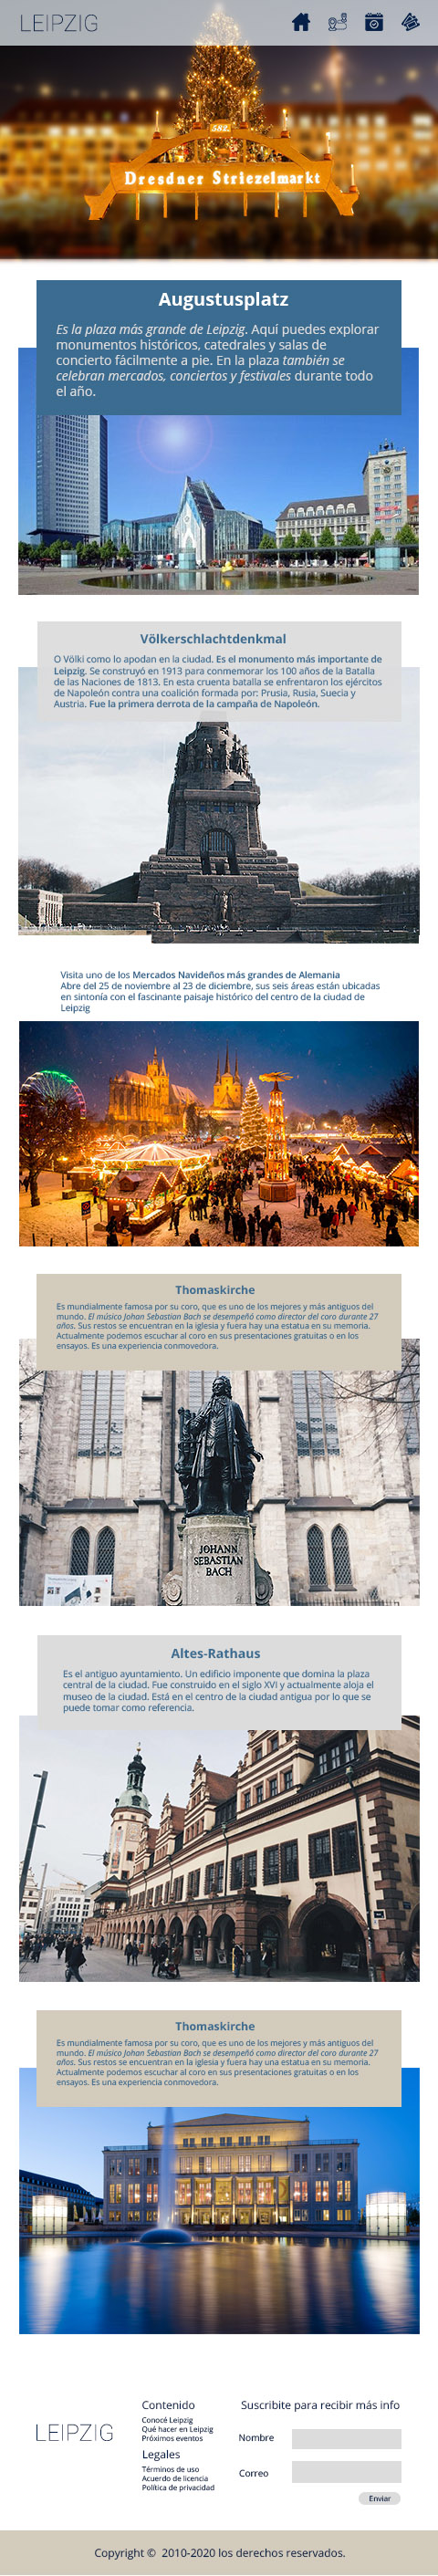 LEIPZIG
582.
Dresdner Striezelmarkt
Augustusplatz
Es la plaza más grande de Leipzig. Aquí puedes explorar
monumentos históricos, catedrales y salas de
concierto fácilmente a pie. En la plaza también se
celebran mercados, conciertos y festivales durante todo
el año.
Völkerschlachtdenkmal
O Völki como lo apodan en la ciudad. Es el monumento más importante de
Leipzig. Se construyó en 1913 para conmemorar los 100 años de la Batalla
de las Naciones de 1813. En esta cruenta batalla se enfrentaron los ejércitos
de Napoleón contra una coalición formada por: Prusia, Rusia, Suecia y
Austria. Fue la primera derrota de la campaña de Napoleón.
Visita uno de los Mercados Navideños más grandes de Alemania
Abre del 25 de noviembre al 23 de diciembre, sus seis áreas están ubicadas
en sintonía con el fascinante paisaje histórico del centro de la ciudad de
Leipzig
Thomaskirche
Es mundialmente famosa por su coro, que es uno de los mejores y más antiguos del
mundo. El músico Johan Sebastian Bach se desempeñó como director del coro durante 27
años. Sus restos se encuentran en la iglesia y fuera hay una estatua en su memoria.
Actualmente podemos escuchar al coro en sus presentaciones gratuitas o en los
ensayos. Es una experiencia conmovedora.
JOHANN
SEBASTIAN
BACH
Altes-Rathaus
Es el antiguo ayuntamiento. Un edificio imponente que domina la plaza
central de la ciudad. Fue construido en el siglo XVI y actualmente aloja el
museo de la ciudad. Está en el centro de la ciudad antigua por lo que se
puede tomar como referencia.
Thomaskirche
Es mundialmente famosa por su coro, que es uno de los mejores y más antiguos del
mundo. El músico Johan Sebastian Bach se desempeñó como director del coro durante 27
años. Sus restos se encuentran en la iglesia y fuera hay una estatua en su memoria.
Actualmente podemos escuchar al coro en sus presentaciones gratuitas o en los
ensayos. Es una experiencia conmovedora.
LEIPZIG
Contenido
Conocé Leipzig
Qué hacer en Leipzig
Próximos eventos
Legales
Términos de uso
Acuerdo de licencia
Política de privacidad
Suscribite para recibir más info
Nombre
Correo
Enviar
Copyright © 2010-2020 los derechos reservados.